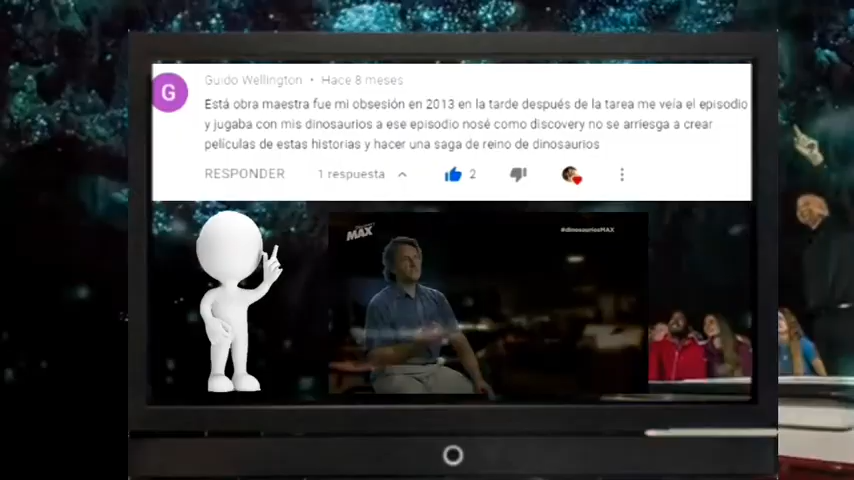 Guido Wellington • Hace 8 meses
G
Está obra maestra fue mi obsesión en 2013 en la tarde después de la tarea me veía el episodio
y jugaba con mis dinosaurios a ese episodio nosé como discovery no se arriesga a crear
películas de estas historias y hacer una saga de reino de dinosaurios
RESPONDER 1 respuesta 2
MAX #dinosauriosMAX